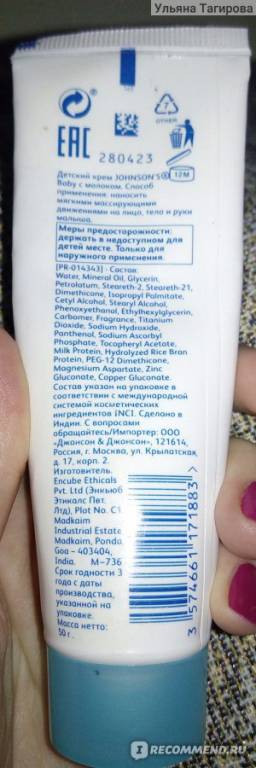 Ульяна Тагирова
7
OTHER
EAC
12M
280423
Детский крем JOHNSON'S®
Baby с молоком. Способ
применения: наносить
мягкими массирующими
движениями на лицо, тело и руки
малыша.
Меры предосторожности:
держать в недоступном для
детей месте. Только для
наружного применения.
[PR-014343] - Состав:
Water, Mineral Oil, Glycerin,
Petrolatum, Steareth-2, Steareth-21,
Dimethicone, Isopropyl Palmitate,
Cetyl Alcohol, Stearyl Alcohol,
Phenoxyethanol, Ethylhexylglycerin,
Carbomer, Fragrance, Titanium
Dioxide, Sodium Hydroxide,
Panthenol, Sodium Ascorbyl
Phosphate, Tocopheryl Acetate,
Milk Protein, Hydrolyzed Rice Bran
Protein, PEG-12 Dimethicone,
Magnesium Aspartate, Zinc
Gluconate, Copper Gluconate.
Состав указан на упаковке в
соответствии с международной
системой косметических
ингредиентов INCI. Сделано в
Индии. С вопросами
обращайтесь/Импортер: ООО
«Джонсон & Джонсон», 121614,
Россия, г. Москва, ул. Крылатская,
д. 17, корп. 2.
Изготовитель:
Encube Ethicals
Pvt. Ltd (Энкьюб
Этикалс Пвт.
Лтд), Plot No. C1
Madkaim
Industrial Estate
Madkaim, Ponda,
Goa - 403404,
India. M-736
Срок годности 3
года с даты
производства,
указанной на
упаковке.
Масса нетто:
50 г.
3 574661 171883 >
IRECOMMEND.RU